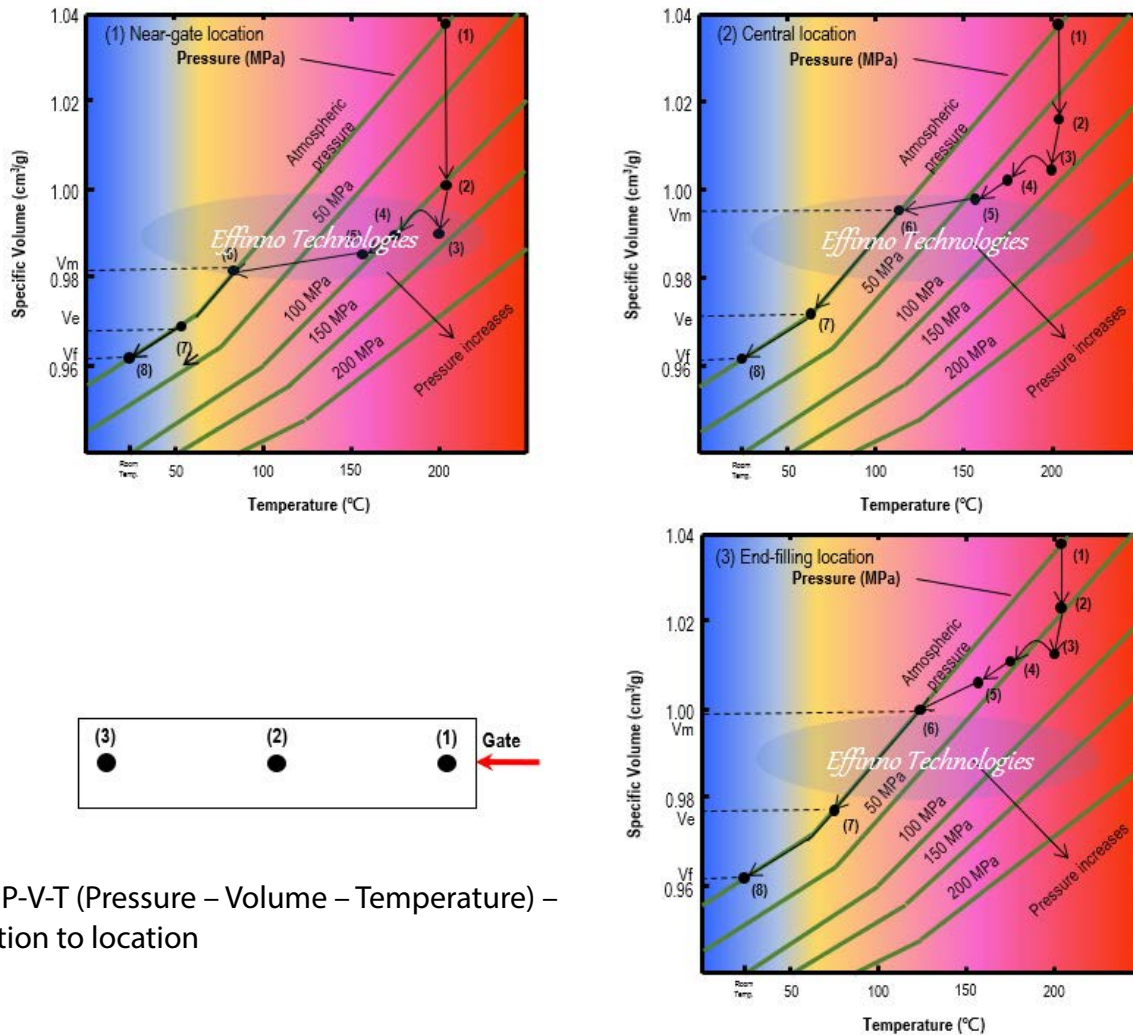 1.04
(1) Near-gate location
Pressure (MPa)
(1)
1.02
Atmospheric
pressure
Specific Volume (cm³/g)
1.00
(2)
50 MPa
(4)
(3)
Effinno Technologies
(5)
(6)
Vm
0.98
100 MPa
150 MPa
200 MPa
Pressure increases
Ve
(7)
Vf
0.96
(8)
Room
Temp.
50
100
150
200
Temperature (℃)
1.04
(2) Central location
Pressure (MPa)
(1)
1.02
(2)
Atmospheric
pressure
Specific Volume (cm³/g)
(3)
1.00
(4)
Vm
(5)
(6)
Effinno Technologies
0.98
50 MPa
100 MPa
150 MPa
200 MPa
Pressure increases
Ve
(7)
Vf
0.96
(8)
Room
Temp.
50
100
150
200
Temperature (℃)
1.04
(3) End-filling location
Pressure (MPa)
(1)
1.02
(2)
Atmospheric
pressure
Specific Volume (cm³/g)
(3)
(4)
(5)
1.00
Vm
(6)
Effinno Technologies
0.98
Ve
50 MPa
100 MPa
150 MPa
200 MPa
Pressure increases
(7)
Vf
0.96
(8)
Room
Temp.
50
100
150
200
Temperature (℃)
(3)
(2)
(1)
Gate
P-V-T (Pressure – Volume – Temperature) –
tion to location